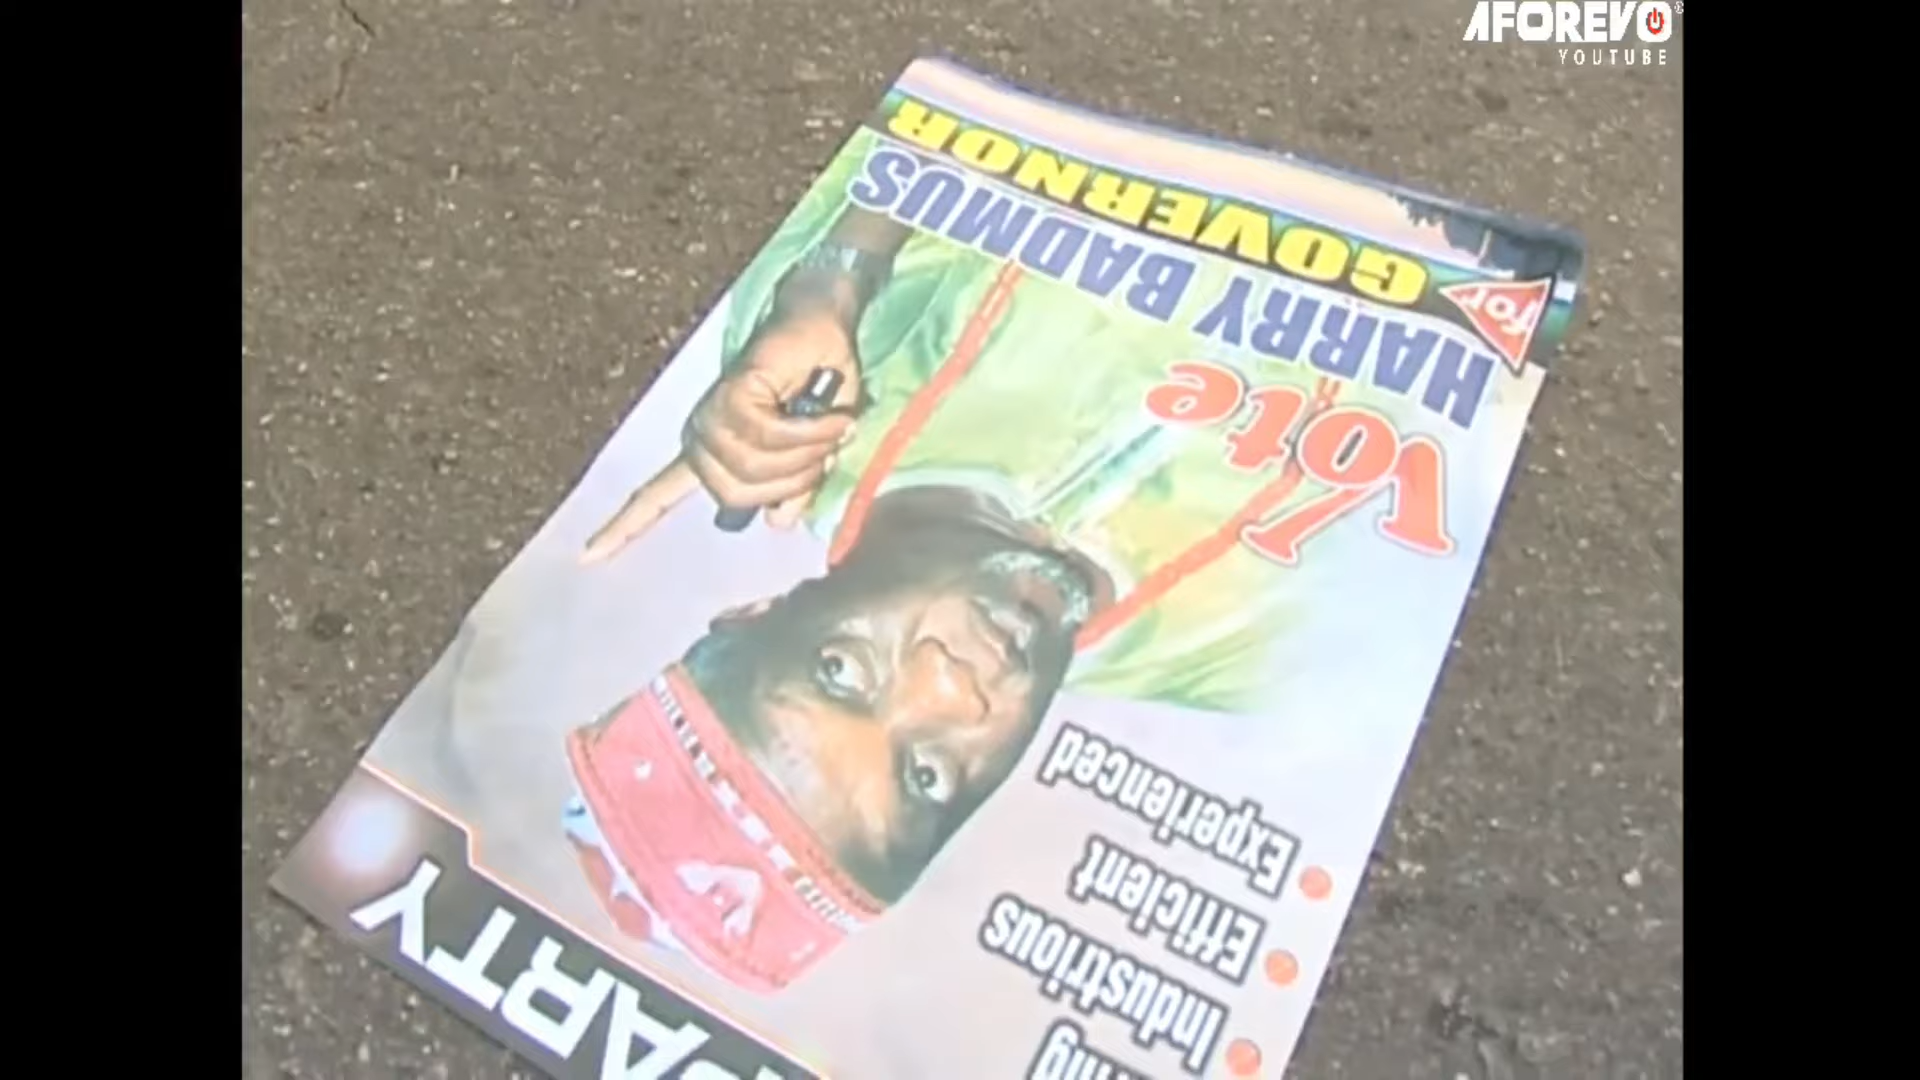 AFOREVO
YOUTUBE
PARTY
Industrious
Efficient
Experienced
Vote
HARRY BADMUS
for GOVERNOR